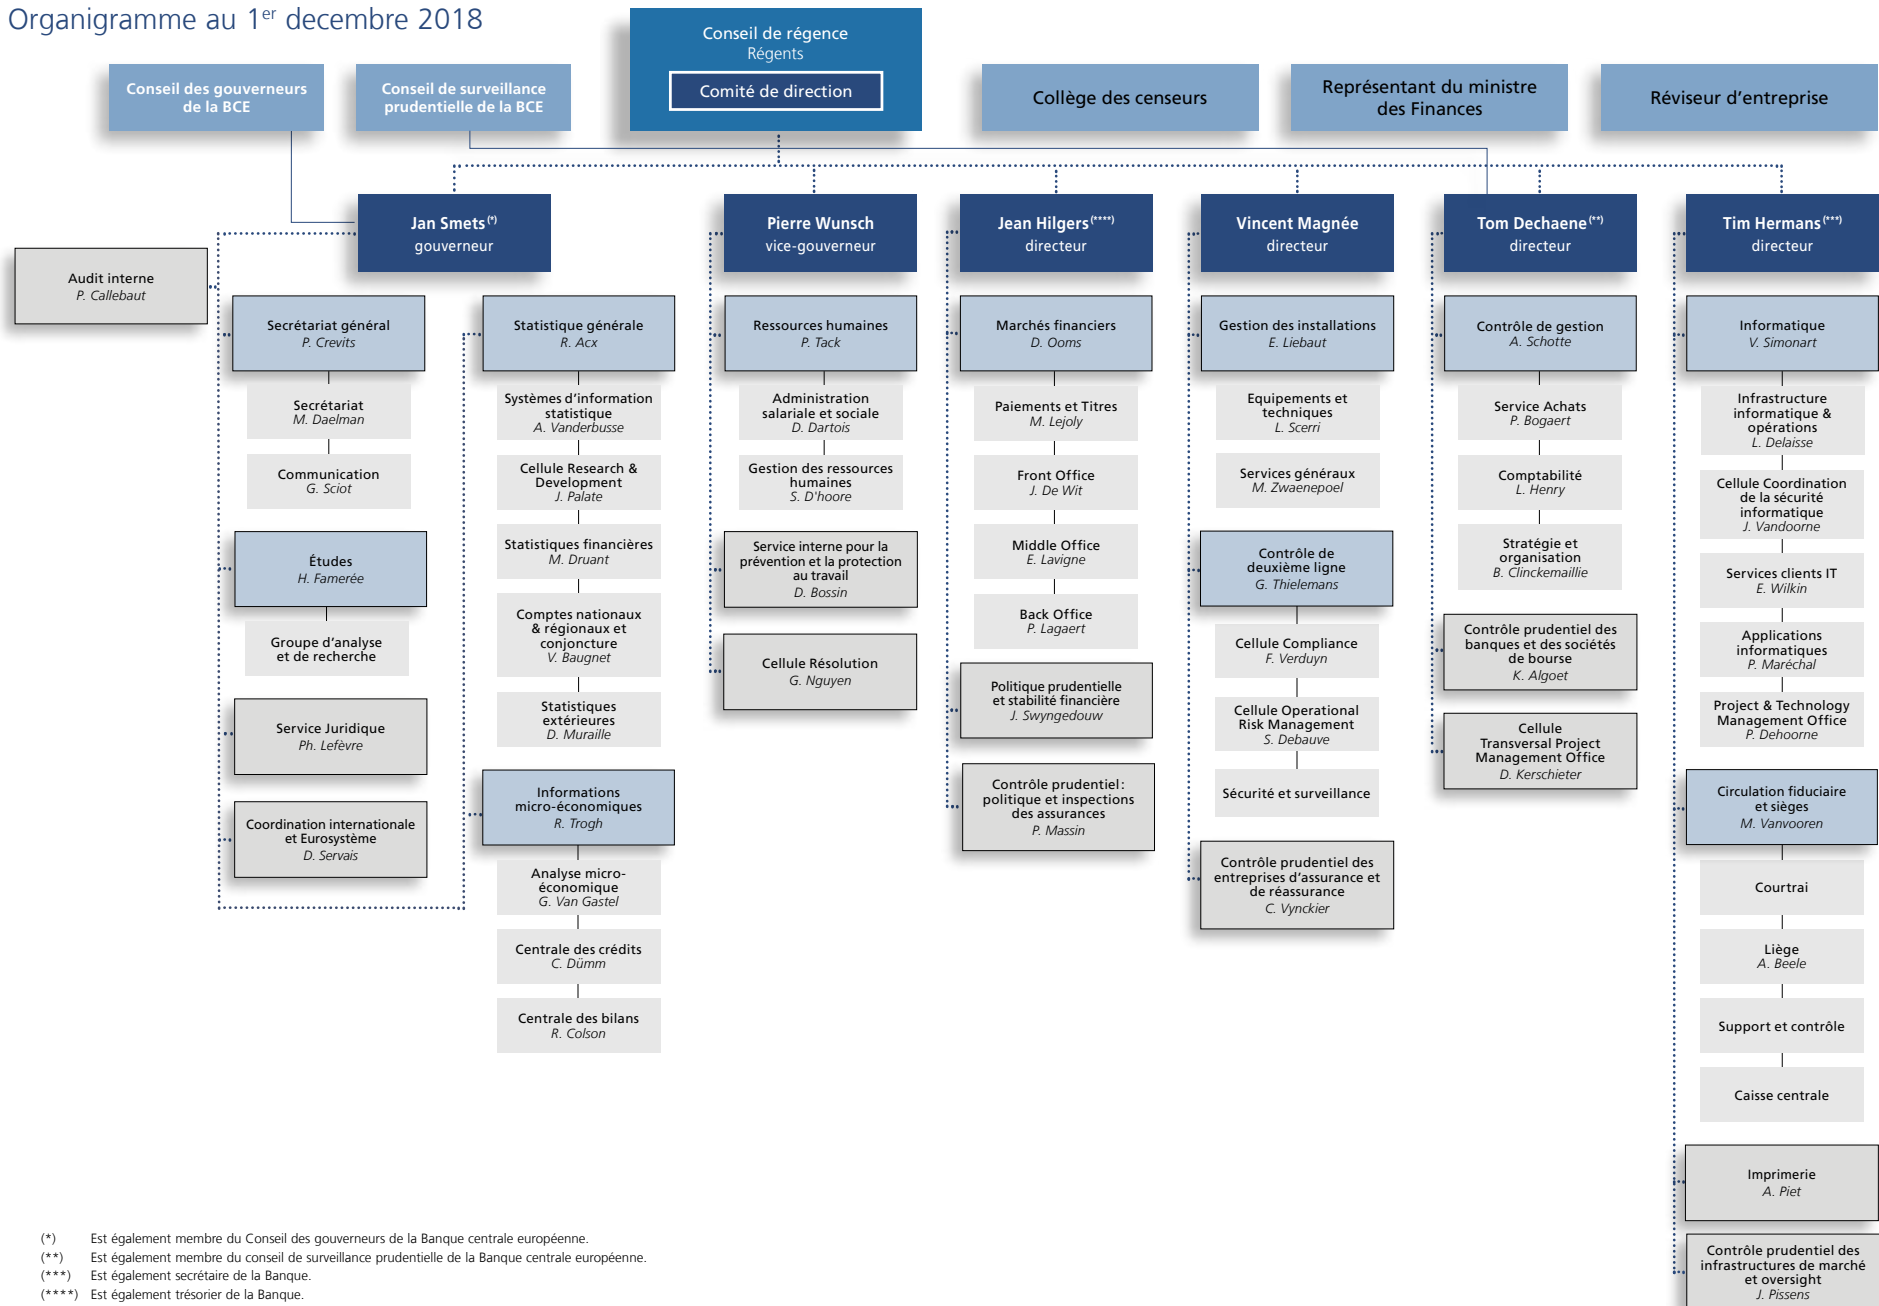 Organigramme au 1er decembre 2018
Conseil de régence
Régents
Comité de direction
Conseil des gouverneurs
de la BCE
Conseil de surveillance
prudentielle de la BCE
Collège des censeurs
Représentant du ministre
des Finances
Réviseur d'entreprise
Jan Smets (*)
gouverneur
Pierre Wunsch
vice-gouverneur
Jean Hilgers (****)
directeur
Vincent Magnée
directeur
Tom Dechaene (**)
directeur
Tim Hermans (***)
directeur
Audit interne
P. Callebaut
Secrétariat général
P. Crevits
Secrétariat
M. Daelman
Communication
G. Sciot
Études
H. Famerée
Groupe d'analyse
et de recherche
Service Juridique
Ph. Lefèvre
Coordination internationale
et Eurosystème
D. Servais
Statistique générale
R. Acx
Systèmes d'information
statistique
A. Vanderbusse
Cellule Research &
Development
J. Palate
Statistiques financières
M. Druant
Comptes nationaux
& régionaux et
conjoncture
V. Baugnet
Statistiques
extérieures
D. Muraille
Informations
micro-économiques
R. Trogh
Analyse micro-
économique
G. Van Gastel
Centrale des crédits
C. Dümm
Centrale des bilans
R. Colson
Ressources humaines
P. Tack
Administration
salariale et sociale
D. Dartois
Gestion des ressources
humaines
S. D'hoore
Service interne pour la
prévention et la protection
au travail
D. Bossin
Cellule Résolution
G. Nguyen
Marchés financiers
D. Ooms
Paiements et Titres
M. Lejoly
Front Office
J. De Wit
Middle Office
E. Lavigne
Back Office
P. Lagaert
Politique prudentielle
et stabilité financière
J. Swyngedouw
Contrôle prudentiel :
politique et inspections
des assurances
P. Massin
Gestion des installations
E. Liebaut
Equipements et
techniques
L. Scerri
Services généraux
M. Zwaenepoel
Contrôle de
deuxième ligne
G. Thielemans
Cellule Compliance
F. Verduyn
Cellule Operational
Risk Management
S. Debauve
Sécurité et surveillance
Contrôle prudentiel des
entreprises d'assurance et
de réassurance
C. Vynckier
Contrôle de gestion
A. Schotte
Service Achats
P. Bogaert
Comptabilité
L. Henry
Stratégie et
organisation
B. Clinckemaillie
Contrôle prudentiel des
banques et des sociétés
de bourse
K. Algoet
Cellule
Transversal Project
Management Office
D. Kerschieter
Informatique
V. Simonart
Infrastructure
informatique &
opérations
L. Delaisse
Cellule Coordination
de la sécurité
informatique
J. Vandoorne
Services clients IT
E. Wilkin
Applications
informatiques
P. Maréchal
Project & Technology
Management Office
P. Dehoorne
Circulation fiduciaire
et sièges
M. Vanvooren
Courtrai
Liège
A. Beele
Support et contrôle
Caisse centrale
Imprimerie
A. Piet
Contrôle prudentiel des
infrastructures de marché
et oversight
J. Pissens
(*) Est également membre du Conseil des gouverneurs de la Banque centrale européenne.
(**) Est également membre du conseil de surveillance prudentielle de la Banque centrale européenne.
(***) Est également secrétaire de la Banque.
(****) Est également trésorier de la Banque.